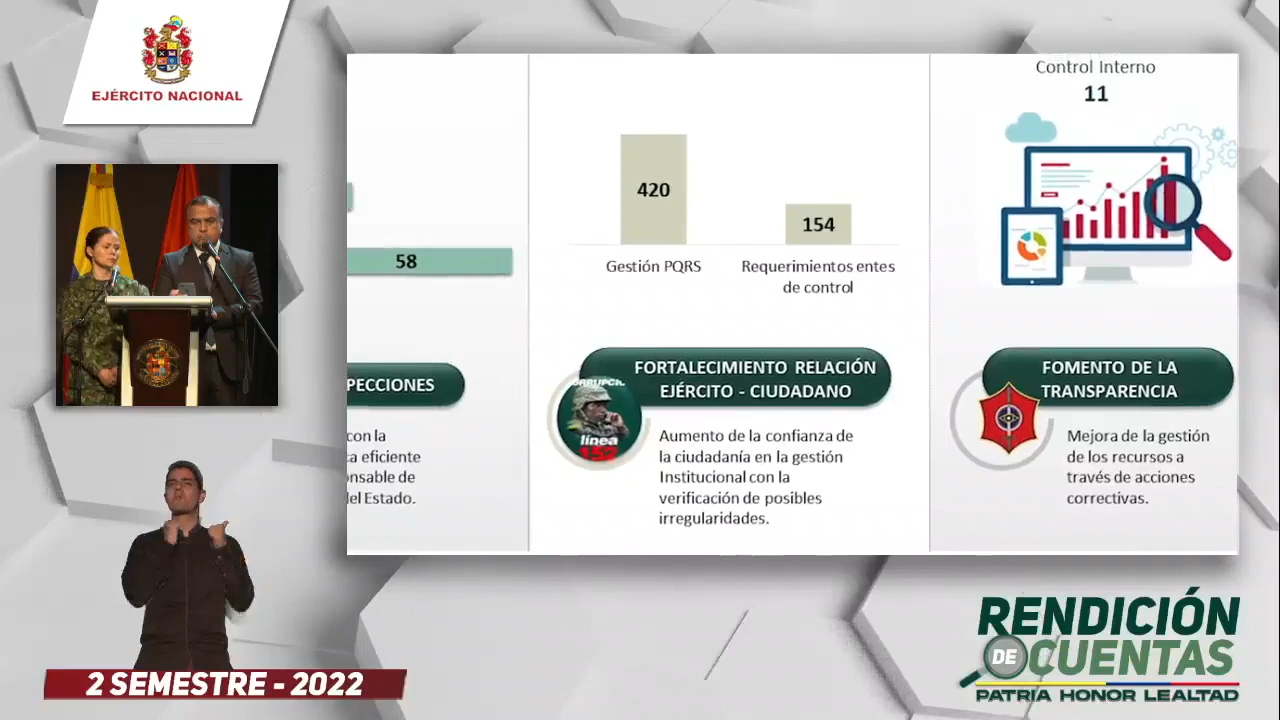 EJÉRCITO NACIONAL
Control Interno
11
420
154
58
Gestión PQRS
Requerimientos entes
de control
PECCIONES
con la
a eficiente
onsable de
del Estado.
FORTALECIMIENTO RELACIÓN
EJÉRCITO - CIUDADANO
línea
152
Aumento de la confianza de
la ciudadanía en la gestión
Institucional con la
verificación de posibles
irregularidades.
FOMENTO DE LA
TRANSPARENCIA
Mejora de la gestión
de los recursos a
través de acciones
correctivas.
2 SEMESTRE - 2022
RENDICIÓN
DE CUENTAS
PATRIA HONOR LEALTAD